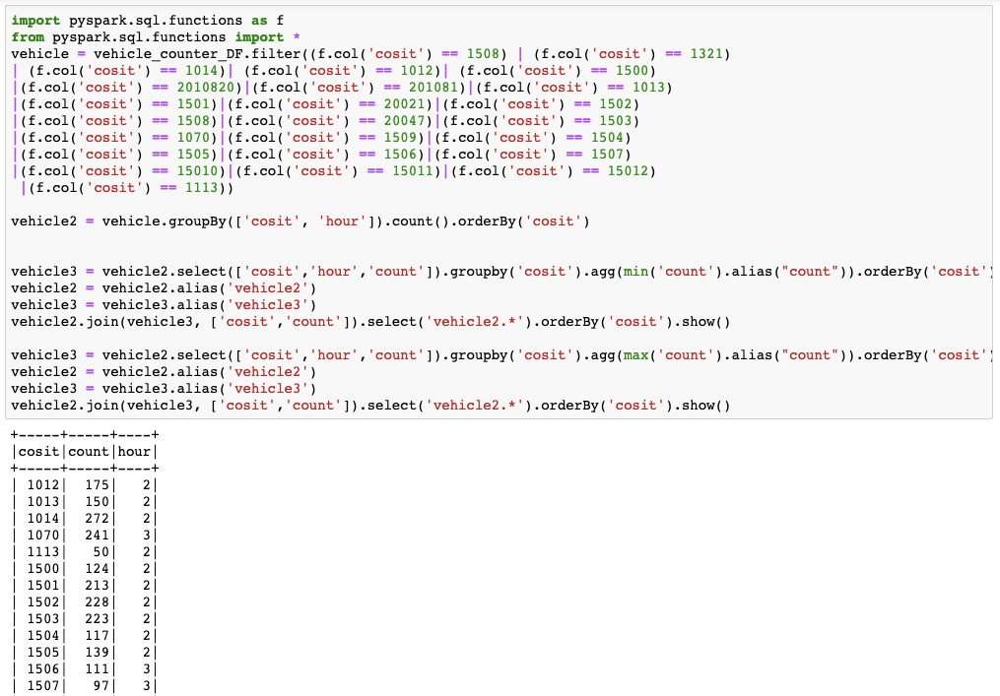 import pyspark.sql.functions as f
from pyspark.sql.functions import *
vehicle = vehicle_counter_DF.filter((f.col('cosit') == 1508) | (f.col('cosit') == 1321)
| (f.col('cosit') == 1014)| (f.col('cosit') == 1012)| (f.col('cosit') == 1500)
|(f.col('cosit') == 2010820)|(f.col('cosit') == 201081)|(f.col('cosit') == 1013)
|(f.col('cosit') == 1501)|(f.col('cosit') == 20021)|(f.col('cosit') == 1502)
|(f.col('cosit') == 1508)|(f.col('cosit') == 20047)|(f.col('cosit') == 1503)
|(f.col('cosit') == 1070)|(f.col('cosit') == 1509)|(f.col('cosit') == 1504)
|(f.col('cosit') == 1505)|(f.col('cosit') == 1506)|(f.col('cosit') == 1507)
|(f.col('cosit') == 15010)|(f.col('cosit') == 15011)|(f.col('cosit') == 15012)
|(f.col('cosit') == 1113))
vehicle2 = vehicle.groupBy(['cosit', 'hour']).count().orderBy('cosit')
vehicle3 = vehicle2.select(['cosit','hour','count']).groupby('cosit').agg(min('count').alias("count")).orderBy('cosit')
vehicle2 = vehicle2.alias('vehicle2')
vehicle3 = vehicle3.alias('vehicle3')
vehicle2.join(vehicle3, ['cosit','count']).select('vehicle2.*').orderBy('cosit').show()
vehicle3 = vehicle2.select(['cosit','hour','count']).groupby('cosit').agg(max('count').alias("count")).orderBy('cosit')
vehicle2 = vehicle2.alias('vehicle2')
vehicle3 = vehicle3.alias('vehicle3')
vehicle2.join(vehicle3, ['cosit','count']).select('vehicle2.*').orderBy('cosit').show()
+-----+-----+----+
|cosit|count|hour|
+-----+-----+----+
| 1012|  175|   2|
| 1013|  150|   2|
| 1014|  272|   2|
| 1070|  241|   3|
| 1113|   50|   2|
| 1500|  124|   2|
| 1501|  213|   2|
| 1502|  228|   2|
| 1503|  223|   2|
| 1504|  117|   2|
| 1505|  139|   2|
| 1506|  111|   3|
| 1507|   97|   3|